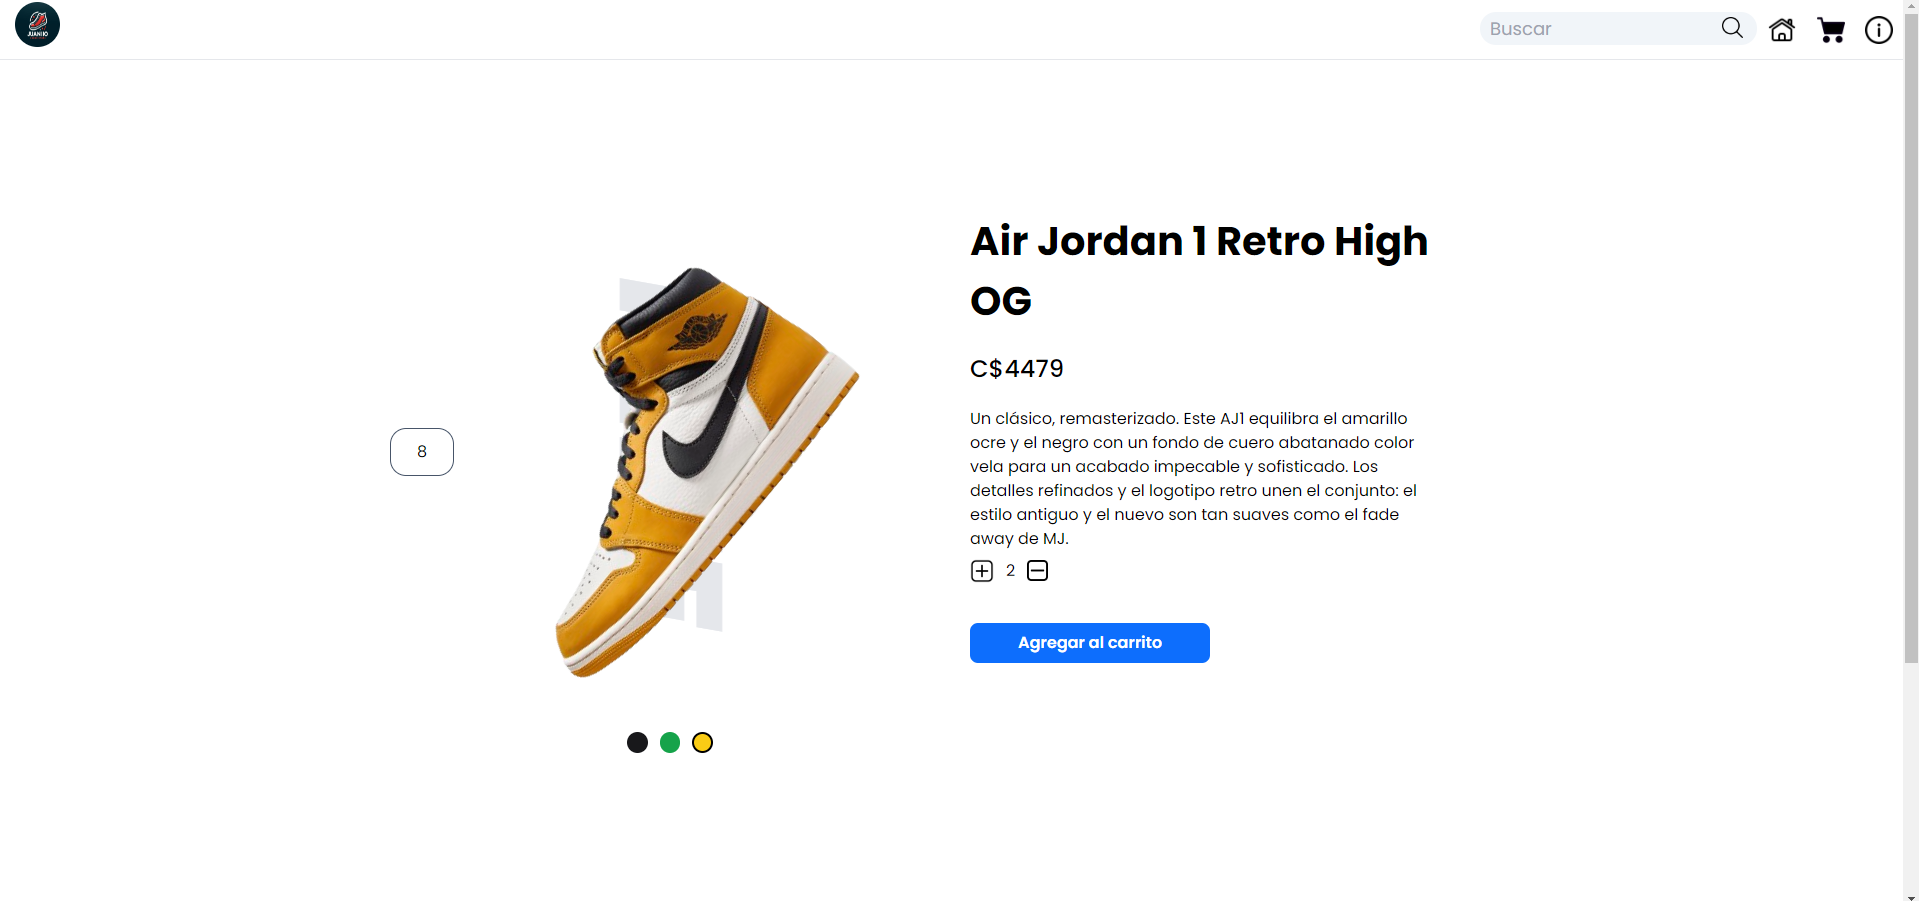 JUANIIO
Buscar
Air Jordan 1 Retro High
OG
C$4479
Un clásico, remasterizado. Este AJ1 equilibra el amarillo
ocre y el negro con un fondo de cuero abatanado color
vela para un acabado impecable y sofisticado. Los
detalles refinados y el logotipo retro unen el conjunto: el
estilo antiguo y el nuevo son tan suaves como el fade
away de MJ.
8
2
Agregar al carrito